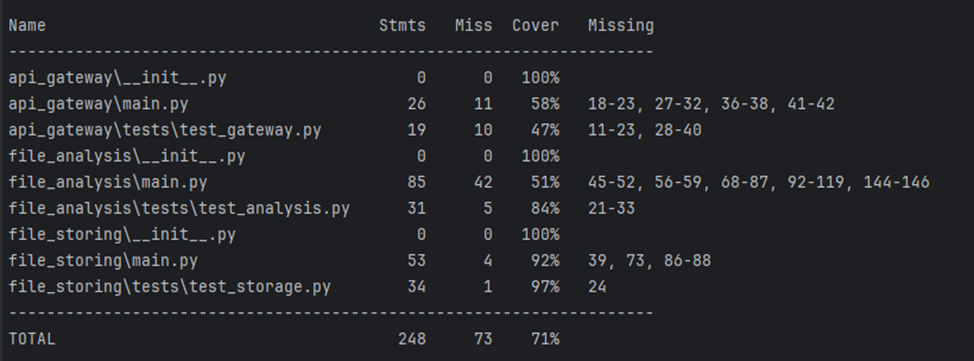 Name Stmts Miss Cover Missing
-----------------------------------------------------------------
api_gateway\__init__.py 0 0 100%
api_gateway\main.py 26 11 58% 18-23, 27-32, 36-38, 41-42
api_gateway\tests\test_gateway.py 19 10 47% 11-23, 28-40
file_analysis\__init__.py 0 0 100%
file_analysis\main.py 85 42 51% 45-52, 56-59, 68-87, 92-119, 144-146
file_analysis\tests\test_analysis.py 31 5 84% 21-33
file_storing\__init__.py 0 0 100%
file_storing\main.py 53 4 92% 39, 73, 86-88
file_storing\tests\test_storage.py 34 1 97% 24
-----------------------------------------------------------------
TOTAL 248 73 71%